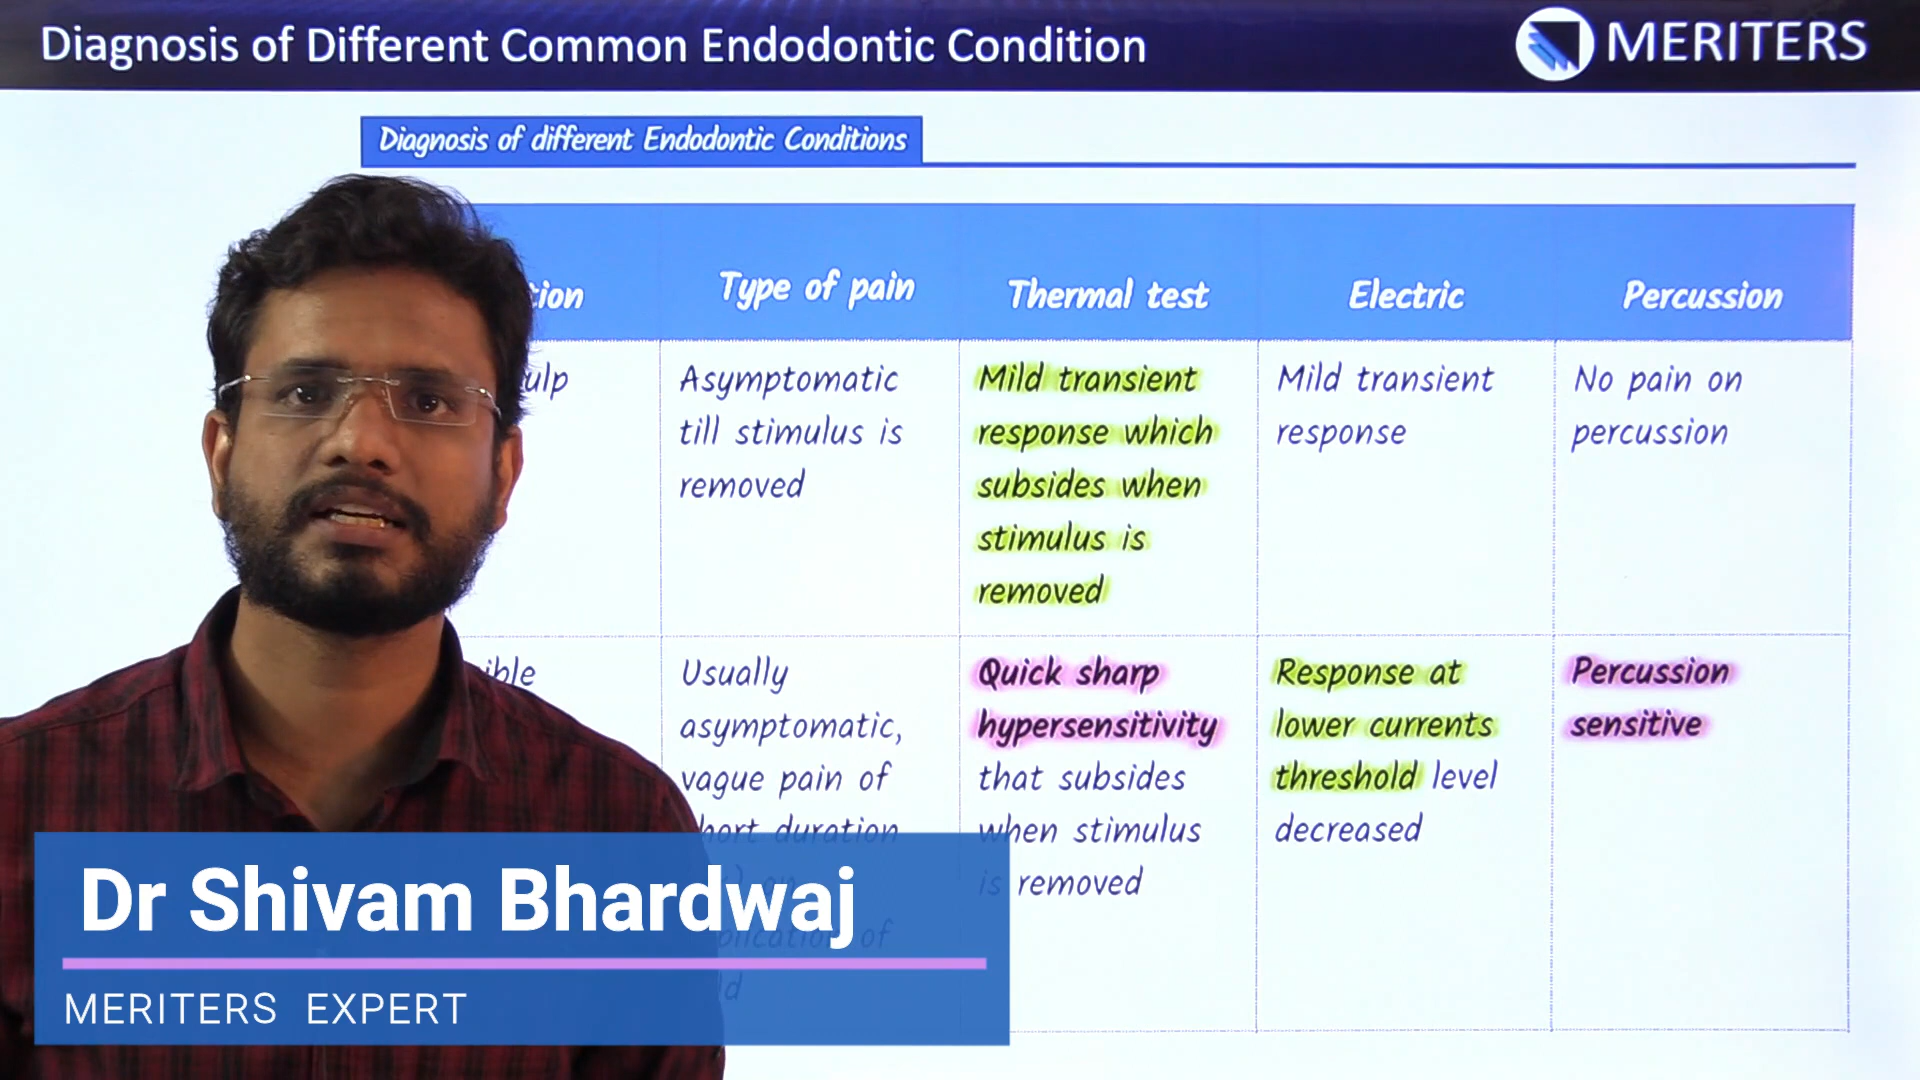 Diagnosis of Different Common Endodontic Condition
MERITERS
Diagnosis of different Endodontic Conditions
Type of pain
Thermal test
Electric
Percussion
Asymptomatic
till stimulus is
removed
Mild transient
response which
subsides when
stimulus is
removed
Mild transient
response
No pain on
percussion
Usually
asymptomatic,
vague pain of
duration
of
Quick sharp
hypersensitivity
that subsides
when stimulus
is removed
Response at
lower currents
threshold level
decreased
Percussion
sensitive
Dr Shivam Bhardwaj
MERITERS EXPERT